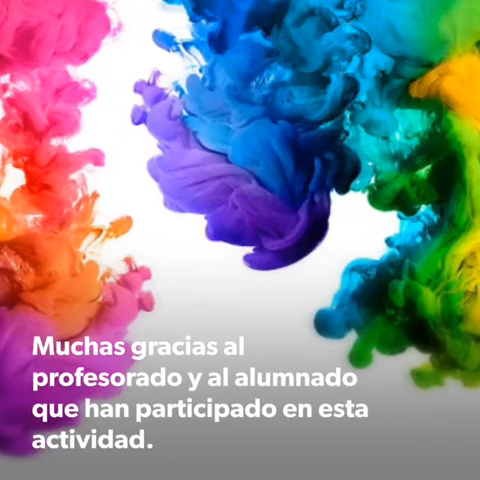 Muchas gracias al
profesorado y al alumnado
que han participado en esta
actividad.